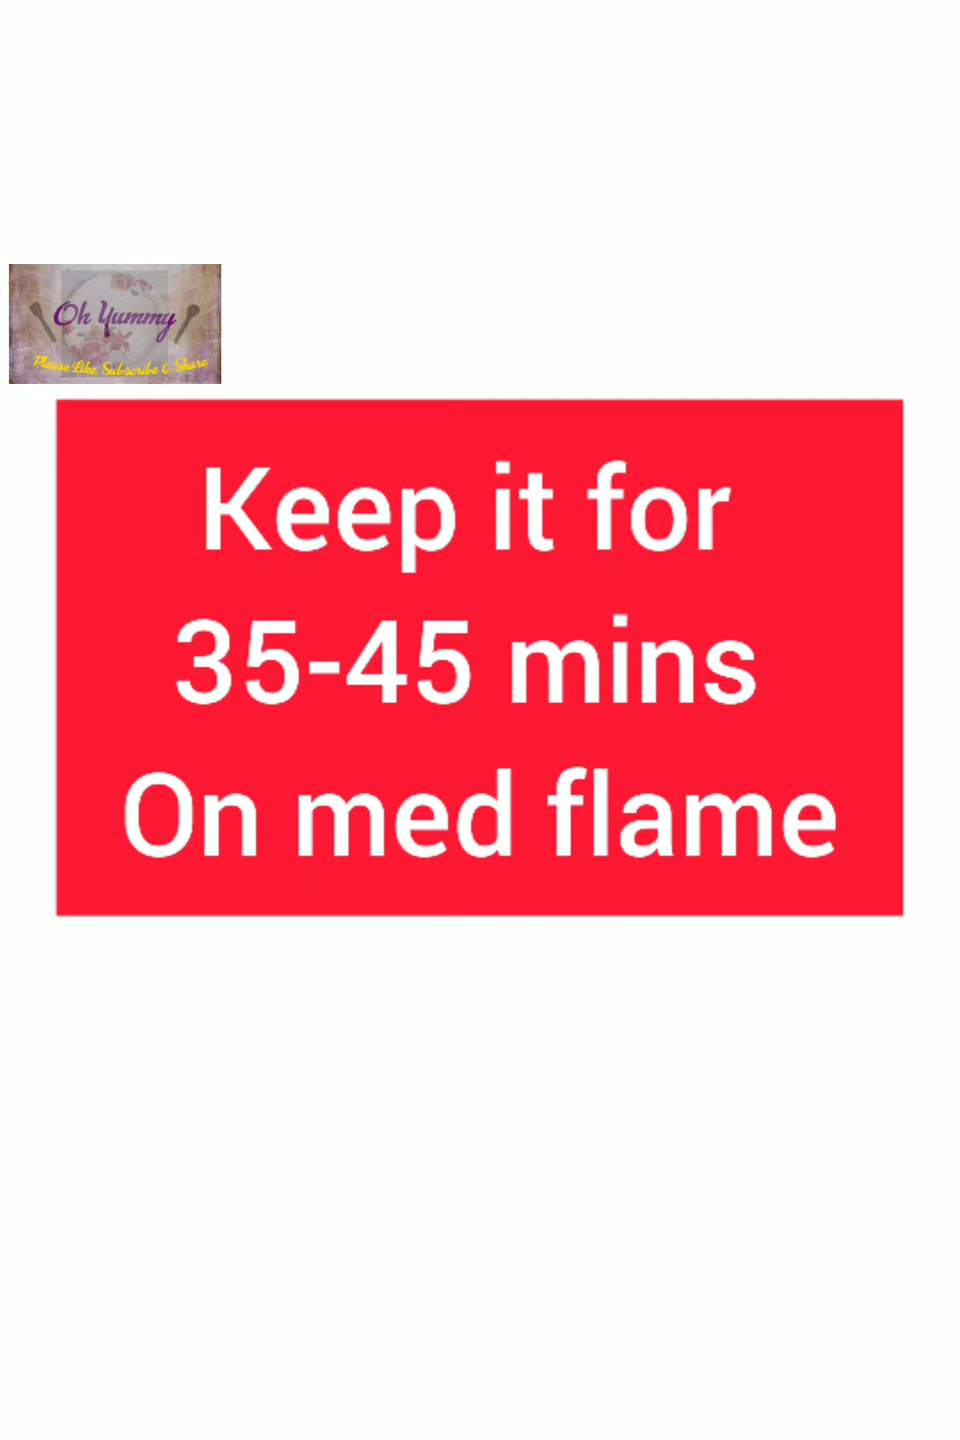 Oh Yummy
Please Like, Subscribe & Share
Keep it for
35-45 mins
On med flame